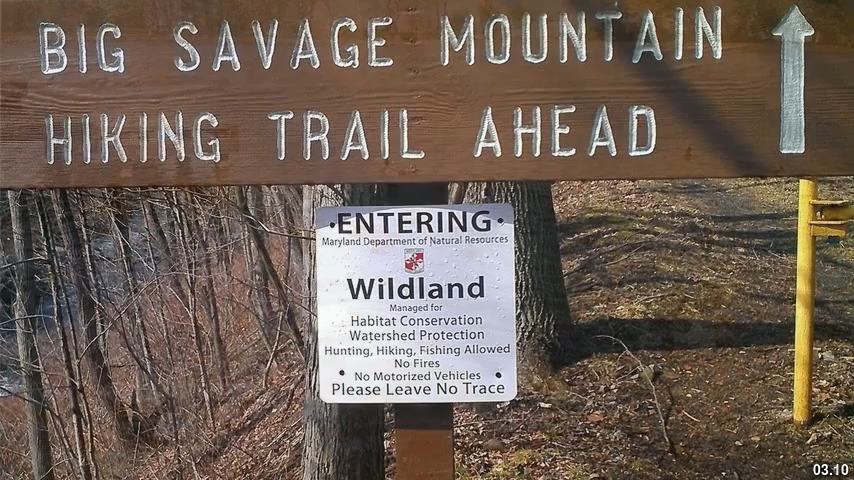 BIG SAVAGE MOUNTAIN
HIKING TRAIL AHEAD
•ENTERING•
Maryland Department of Natural Resources
Wildland
Managed for
Habitat Conservation
Watershed Protection
Hunting, Hiking, Fishing Allowed
No Fires
No Motorized Vehicles
Please Leave No Trace
03.10